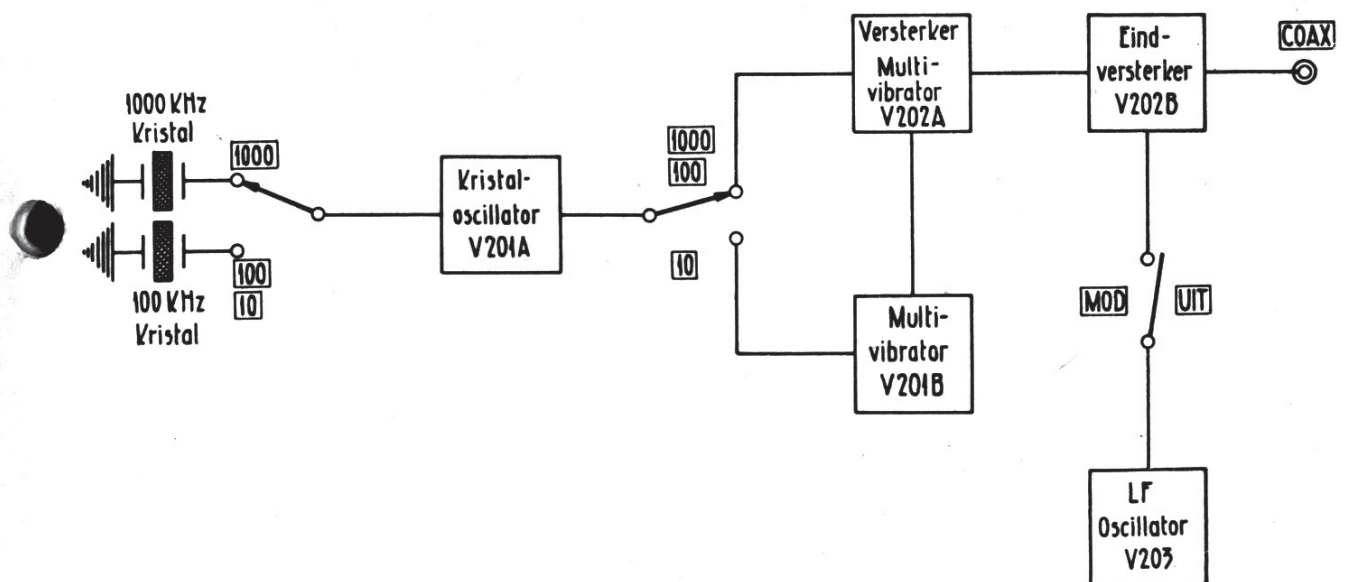 1000 KHz
Kristal
1000
100
10
100 KHz
Kristal
Kristal-
oscillator
V201A
1000
100
10
Versterker
Multi-
vibrator
V202A
Multi-
vibrator
V201B
Eind-
versterker
V202B
COAX
MOD
UIT
LF
Oscillator
V203